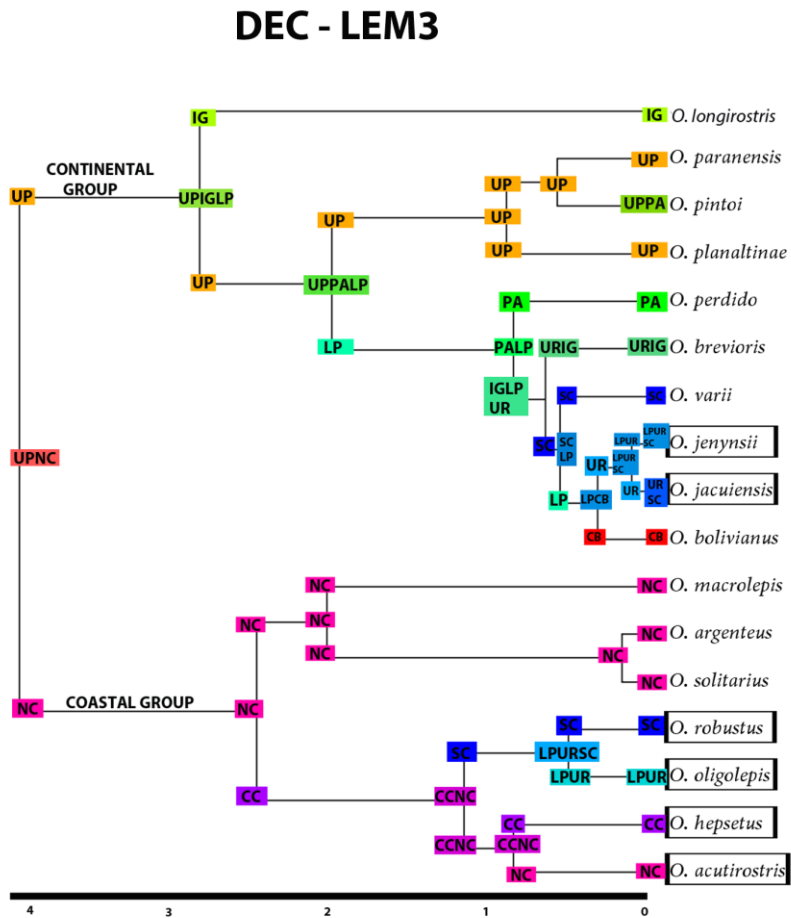 DEC - LEM3
IG IG O. longirostris
UP O. paranensis
CONTINENTAL
GROUP
UP UP
UP UPIGLP UPPA O. pintoi
UP UP
UP UP O. planaltinae
UP UPPALP
PA PA O. perdido
LP PALP URIG URIG O. brevioris
IGLP
UR
SC SC O. varii
SC SC
LP
LPUR LPUR
SC O. jenynsii
UPNC UR LPUR
SC
UR UR
SC O. jacuiensis
LP LPCB
CB CB O. bolivianus
NC NC O. macrolepis
NC NC
NC NC NC O. argenteus
NC O. solitarius
NC COASTAL GROUP NC
SC SC O. robustus
SC LPURSC
LPUR LPUR O. oligolepis
CC CCNC
CC CC O. hepsetus
CCNC CCNC
NC NC O. acutirostris
4 3 2 1 0